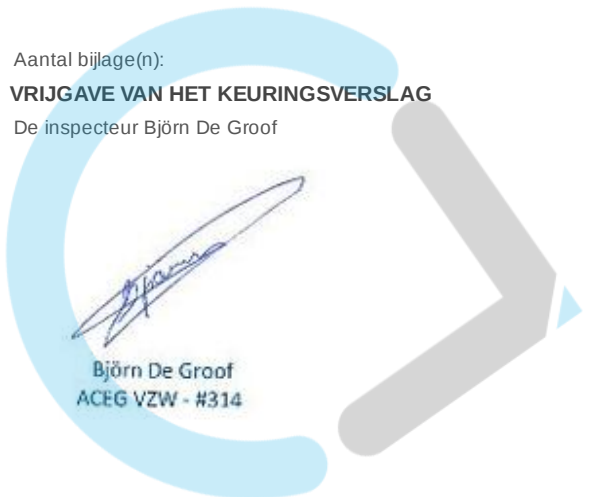 Aantal bijlage(n):
VRIJGAVE VAN HET KEURINGSVERSLAG
De inspecteur Björn De Groof
Björn De Groof
ACEG VZW - #314